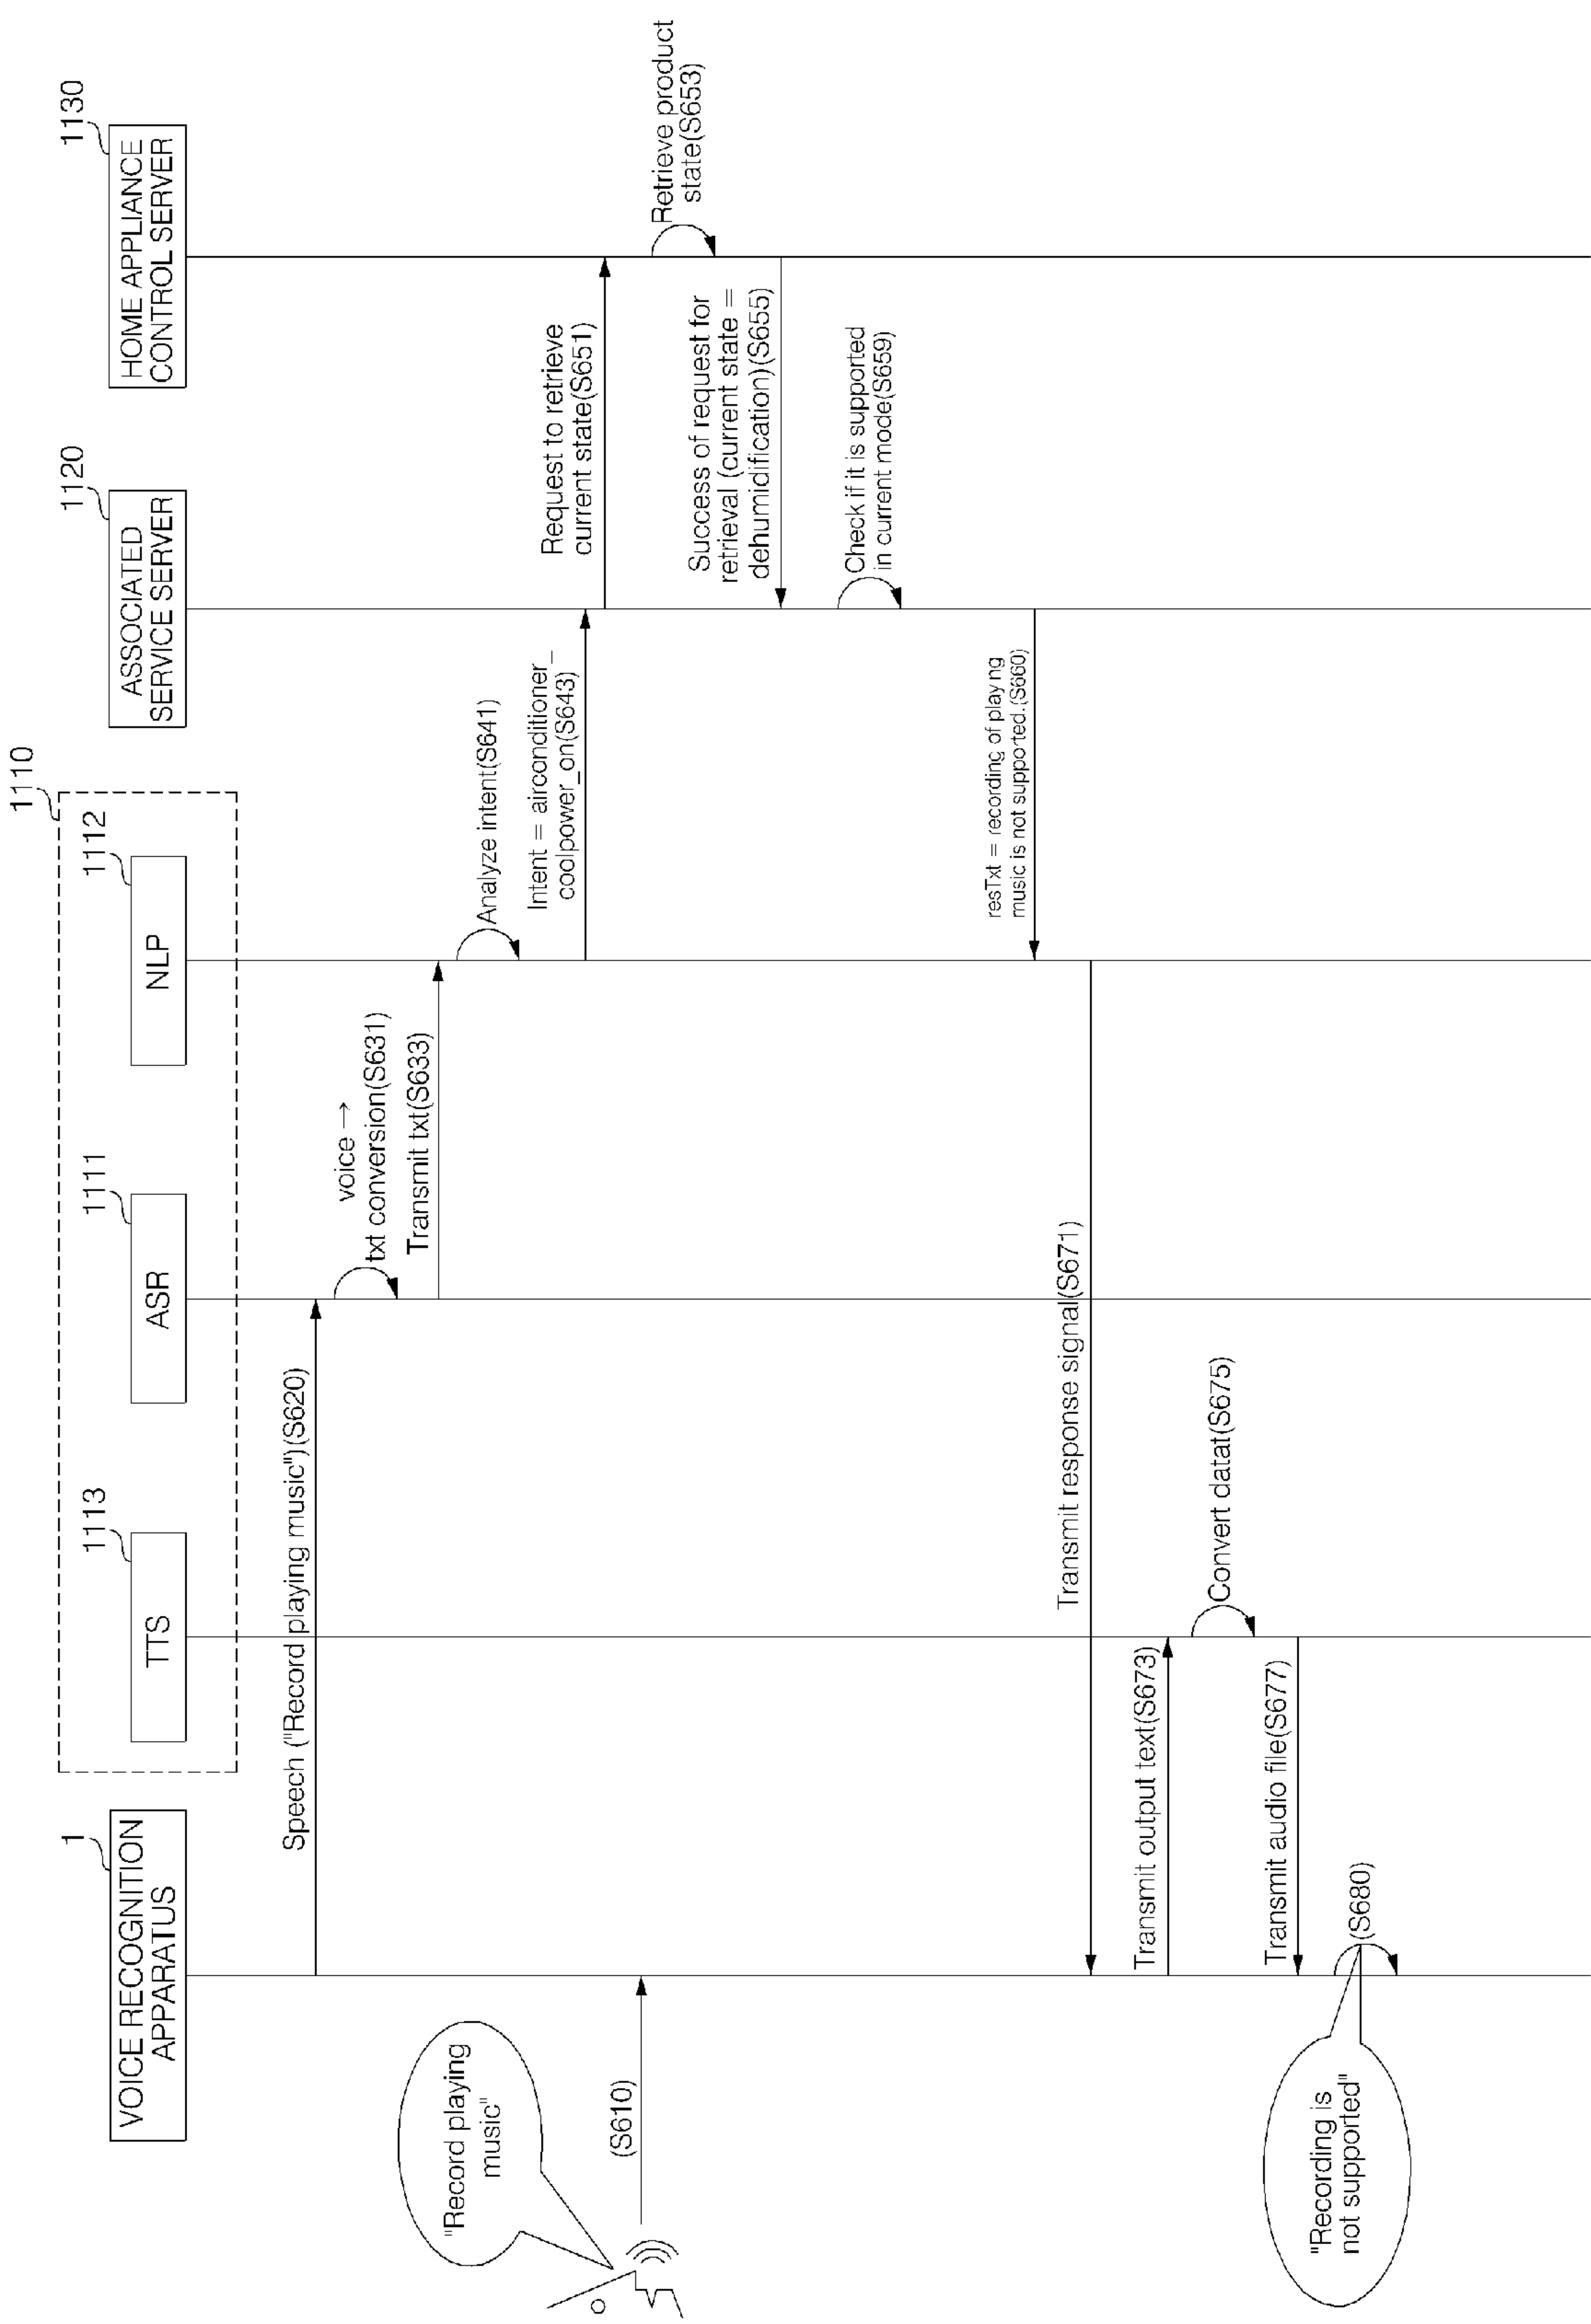 1
VOICE RECOGNITION
APPARATUS
1110
1113
TTS
1111
ASR
1112
NLP
1120
ASSOCIATED
SERVICE SERVER
1130
HOME APPLIANCE
CONTROL SERVER
"Record playing
music"
(S610)
Speech ("Record playing music")(S620)
voice →
txt conversion(S631)
Transmit txt(S633)
Analyze intent(S641)
Intent = airconditioner_
coolpower_on(S643)
Request to retrieve
current state(S651)
Retrieve product
state(S653)
Success of request for
retrieval (current state =
dehumidification)(S655)
Check if it is supported
in current mode(S659)
resTxt = recording of playing
music is not supported.(S660)
Transmit response signal(S671)
Transmit output text(S673)
Convert datat(S675)
Transmit audio file(S677)
(S680)
"Recording is
not supported"